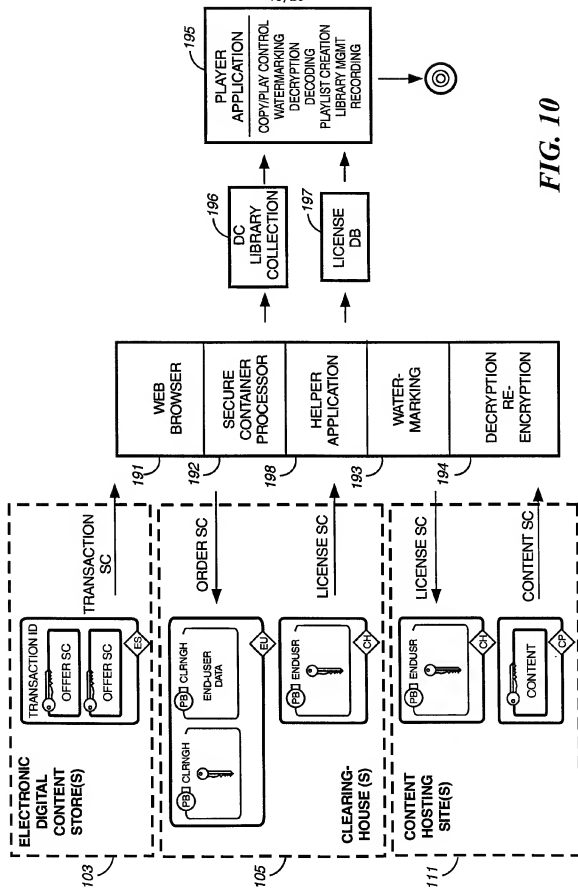 ELECTRONIC
DIGITAL
CONTENT
STORE(S)
103
TRANSACTION ID
OFFER SC
OFFER SC
ES
TRANSACTION
SC
CLEARING-
HOUSE (S)
105
PB CLRNGH
PB CLRNGH
END-USER
DATA
EU
ORDER SC
PB ENDUSR
CH
LICENSE SC
CONTENT
HOSTING
SITE(S)
111
PB ENDUSR
CH
LICENSE SC
CONTENT
CP
CONTENT SC
191
WEB
BROWSER
192
SECURE
CONTAINER
PROCESSOR
198
HELPER
APPLICATION
193
WATER-
MARKING
194
DECRYPTION
RE-
ENCRYPTION
196
DC
LIBRARY
COLLECTION
197
LICENSE
DB
195
PLAYER
APPLICATION
COPY/PLAY CONTROL
WATERMARKING
DECRYPTION
DECODING
PLAYLIST CREATION
LIBRARY MGMT
RECORDING
FIG. 10